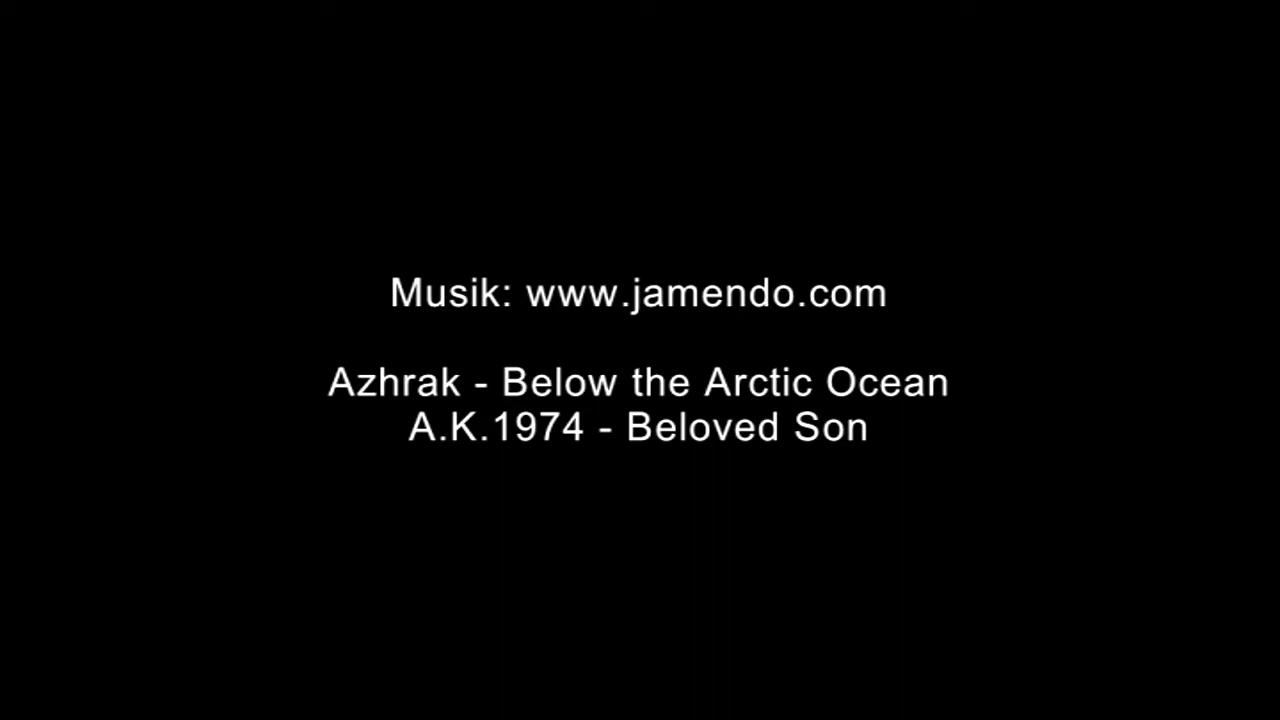 Musik: www.jamendo.com
Azhrak - Below the Arctic Ocean
A.K.1974 - Beloved Son